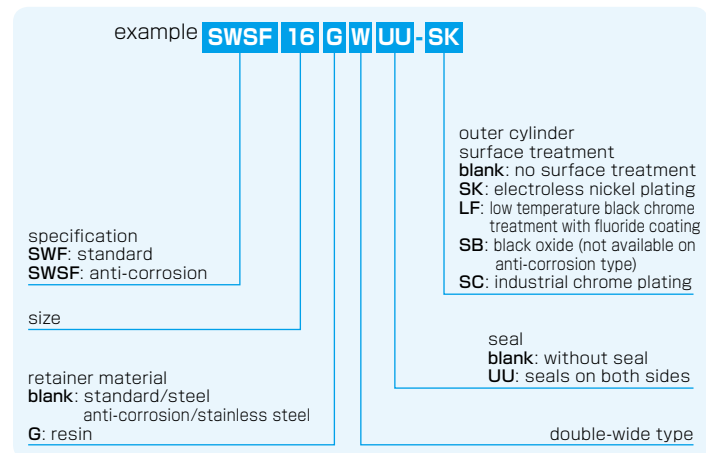 example SWSF 16 G W UU - SK
outer cylinder
surface treatment
blank: no surface treatment
SK: electroless nickel plating
LF: low temperature black chrome
treatment with fluoride coating
SB: black oxide (not available on
anti-corrosion type)
SC: industrial chrome plating
specification
SWF: standard
SWSF: anti-corrosion
size
seal
blank: without seal
UU: seals on both sides
retainer material
blank: standard/steel
anti-corrosion/stainless steel
G: resin
double-wide type